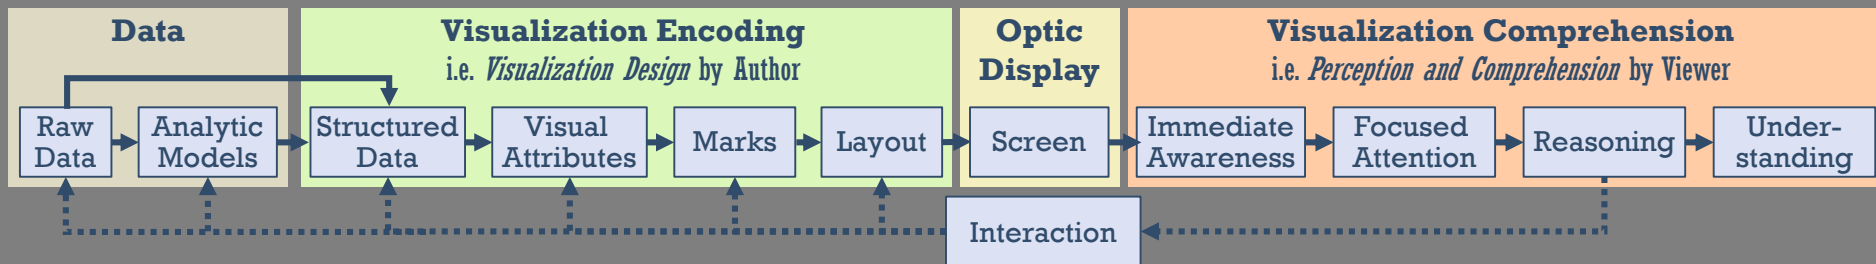 Data
Raw
Data
Analytic
Models
Visualization Encoding
i.e. Visualization Design by Author
Structured
Data
Visual
Attributes
Marks
Layout
Optic
Display
Screen
Visualization Comprehension
i.e. Perception and Comprehension by Viewer
Immediate
Awareness
Focused
Attention
Reasoning
Under-
standing
Interaction